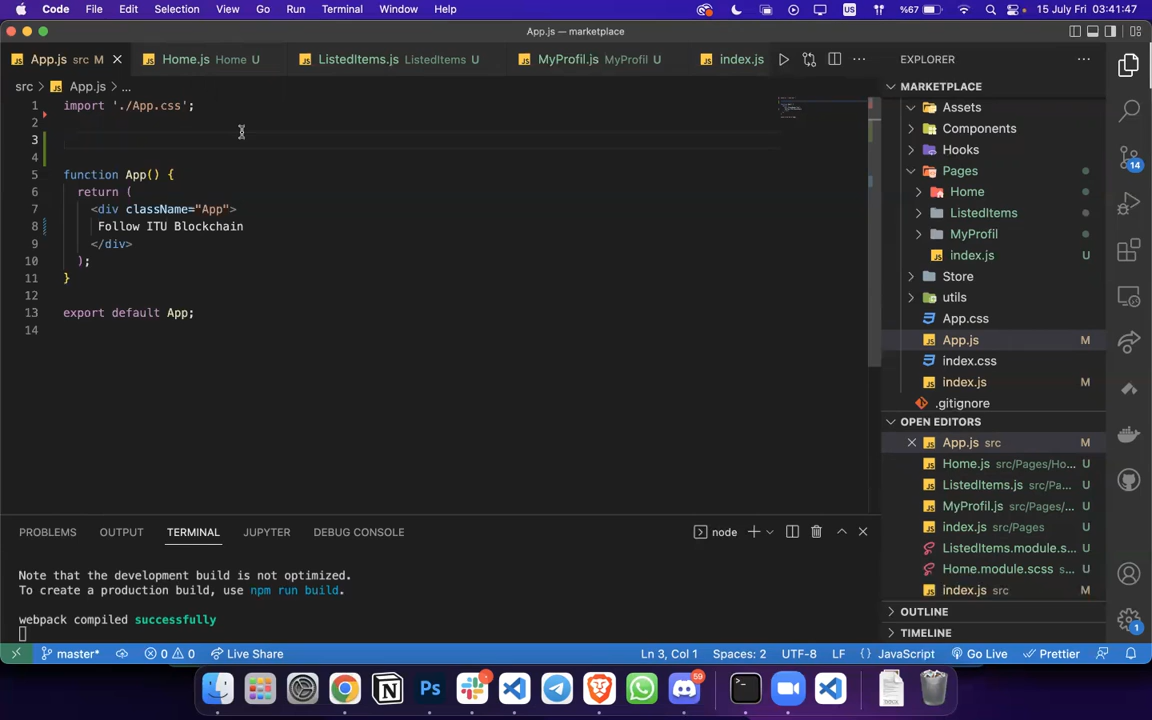 Code File Edit Selection View Go Run Terminal Window Help %67 15 July Fri 03:41:47
App.js — marketplace
App.js src M Home.js Home U ListedItems.js ListedItems U MyProfil.js MyProfil U index.js
src > App.js > ...
1 import './App.css';
2
3
4
5 function App() {
6 return (
7 <div className="App">
8 Follow ITU Blockchain
9 </div>
10 );
11 }
12
13 export default App;
14
EXPLORER
MARKETPLACE
Assets
Components
Hooks
Pages
Home
ListedItems
MyProfil
index.js U
Store
utils
App.css
App.js M
index.css
index.js M
.gitignore
OPEN EDITORS
App.js src M
Home.js src/Pages/Ho... U
ListedItems.js src/Pa... U
MyProfil.js src/Pages/... U
index.js src/Pages U
ListedItems.module.s... U
Home.module.scss ... U
index.js src M
OUTLINE
TIMELINE
14
1
PROBLEMS OUTPUT TERMINAL JUPYTER DEBUG CONSOLE node
Note that the development build is not optimized.
To create a production build, use npm run build.
webpack compiled successfully
master* 0 0 Live Share Ln 3, Col 1 Spaces: 2 UTF-8 LF {} JavaScript Go Live Prettier
Ps 59